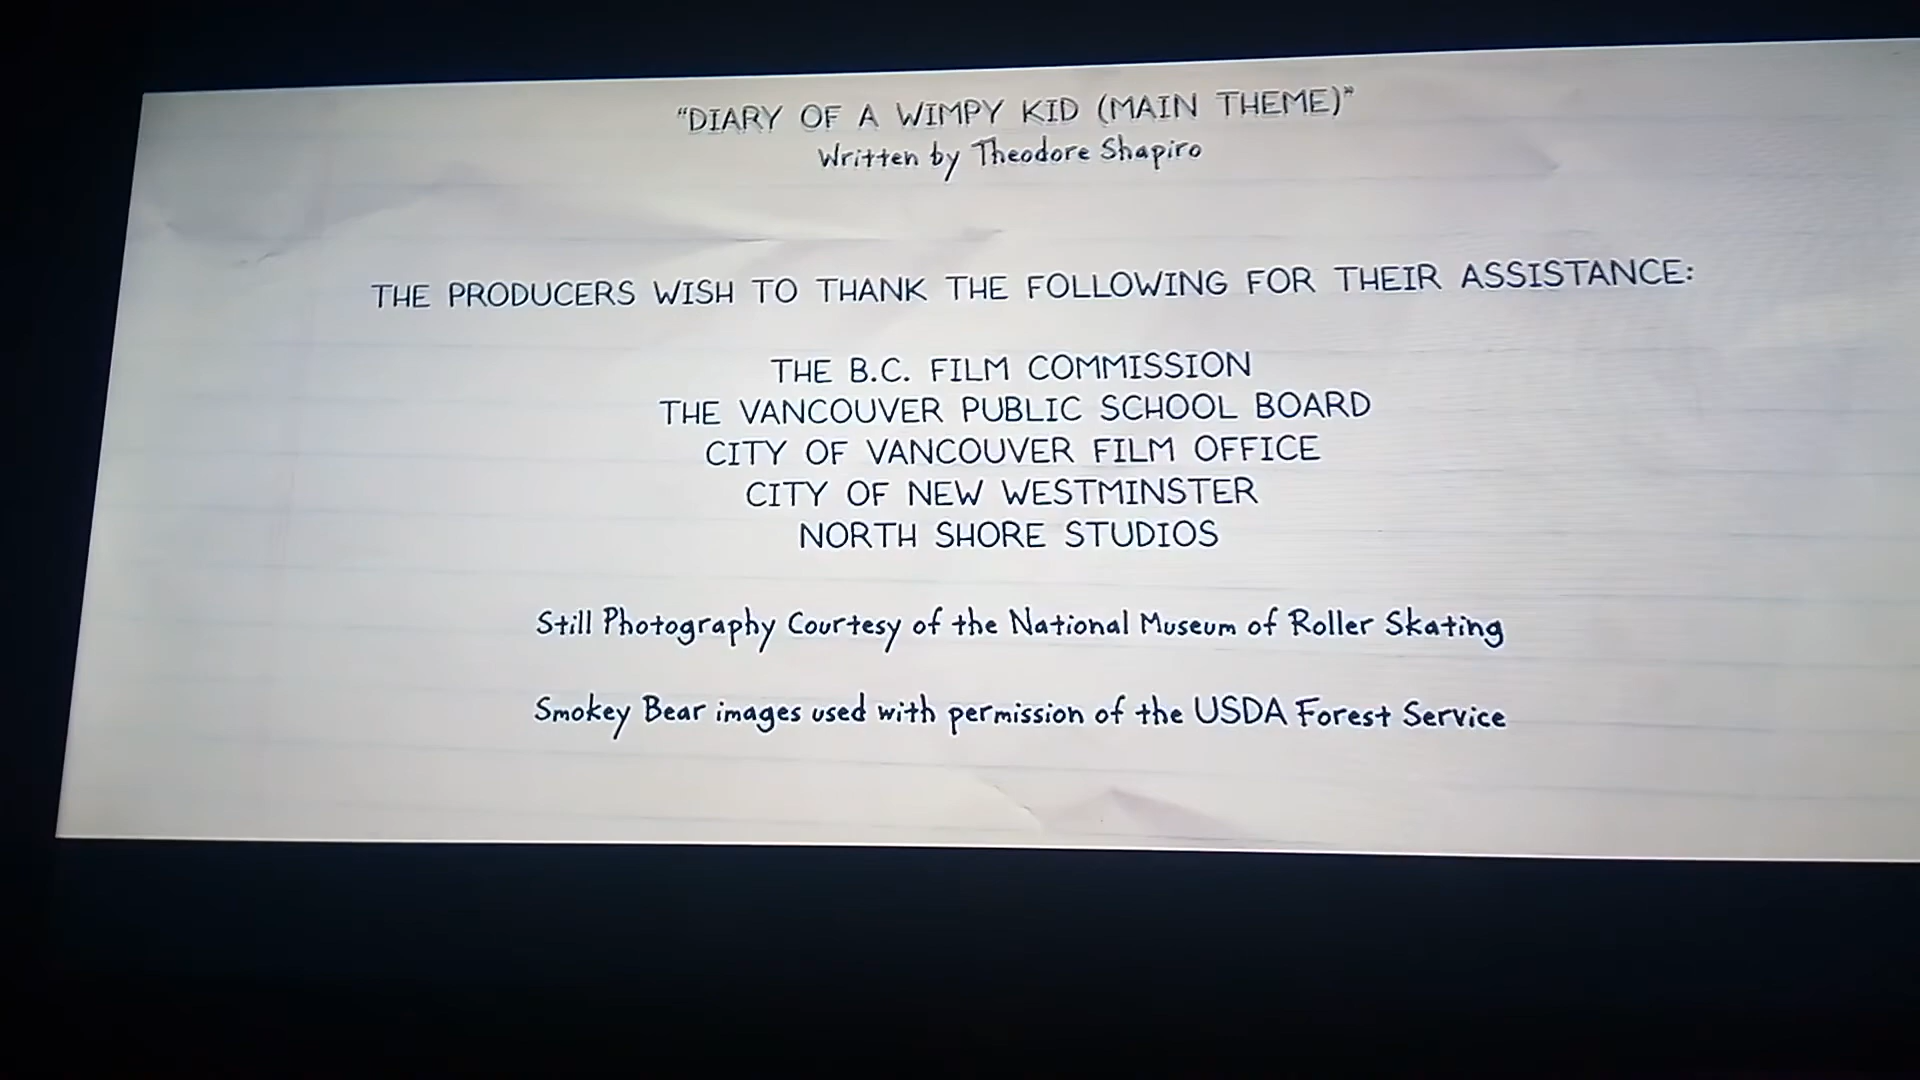 "DIARY OF A WIMPY KID (MAIN THEME)"
Written by Theodore Shapiro
THE PRODUCERS WISH TO THANK THE FOLLOWING FOR THEIR ASSISTANCE:
THE B.C. FILM COMMISSION
THE VANCOUVER PUBLIC SCHOOL BOARD
CITY OF VANCOUVER FILM OFFICE
CITY OF NEW WESTMINSTER
NORTH SHORE STUDIOS
Still Photography Courtesy of the National Museum of Roller Skating
Smokey Bear images used with permission of the USDA Forest Service